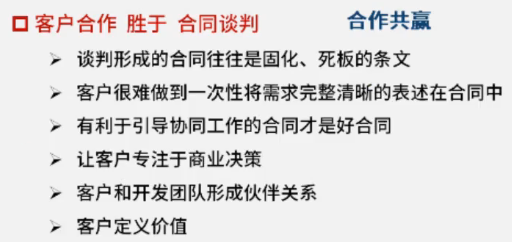 客户合作 胜于 合同谈判 合作共赢
谈判形成的合同往往是固化、死板的条文
客户很难做到一次性将需求完整清晰的表述在合同中
有利于引导协同工作的合同才是好合同
让客户专注于商业决策
客户和开发团队形成伙伴关系
客户定义价值